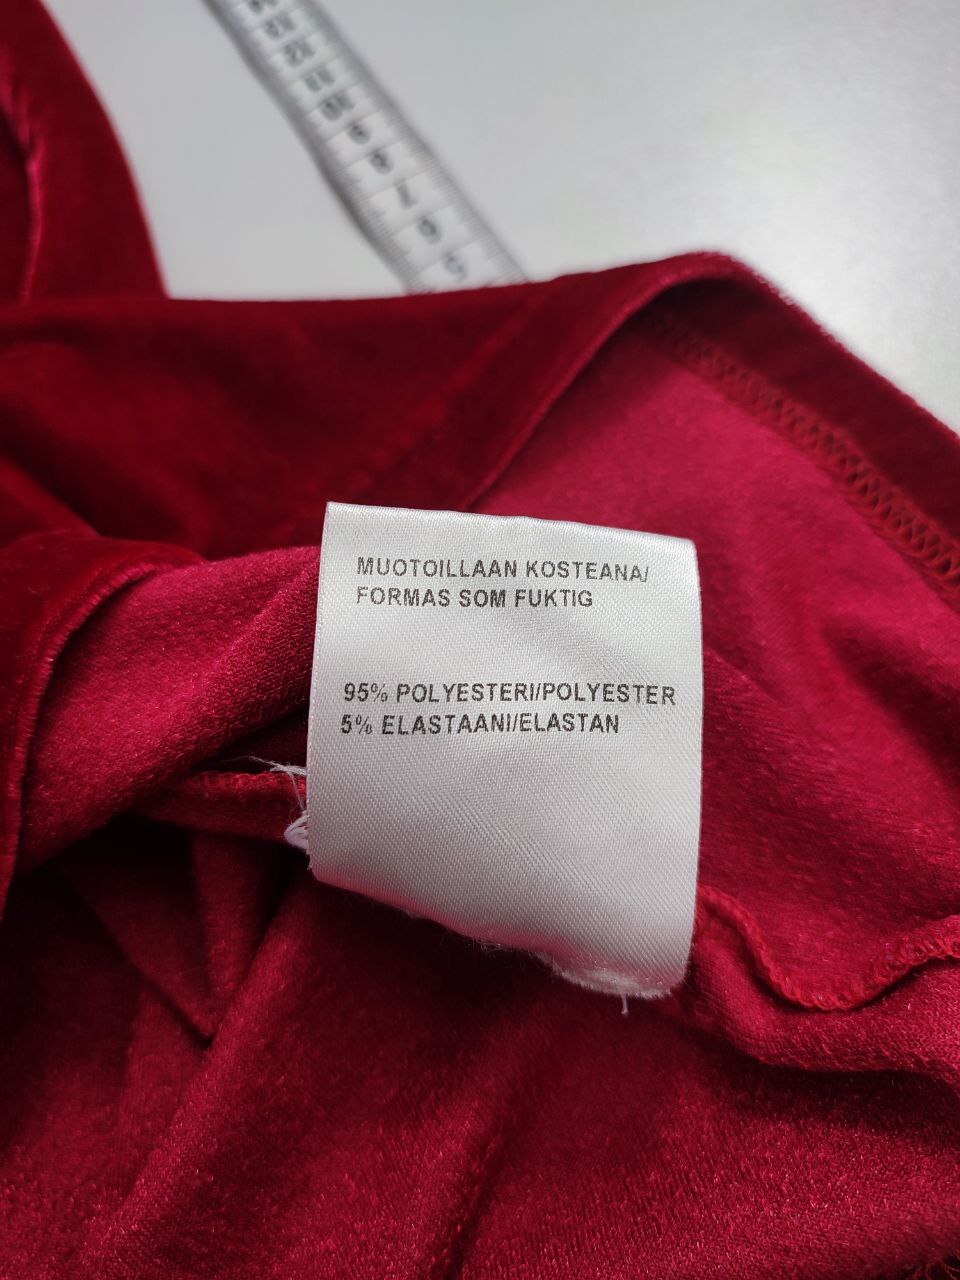 MUOTOILLAAN KOSTEANA/
FORMAS SOM FUKTIG
95% POLYESTERI/POLYESTER
5% ELASTAANI/ELASTAN